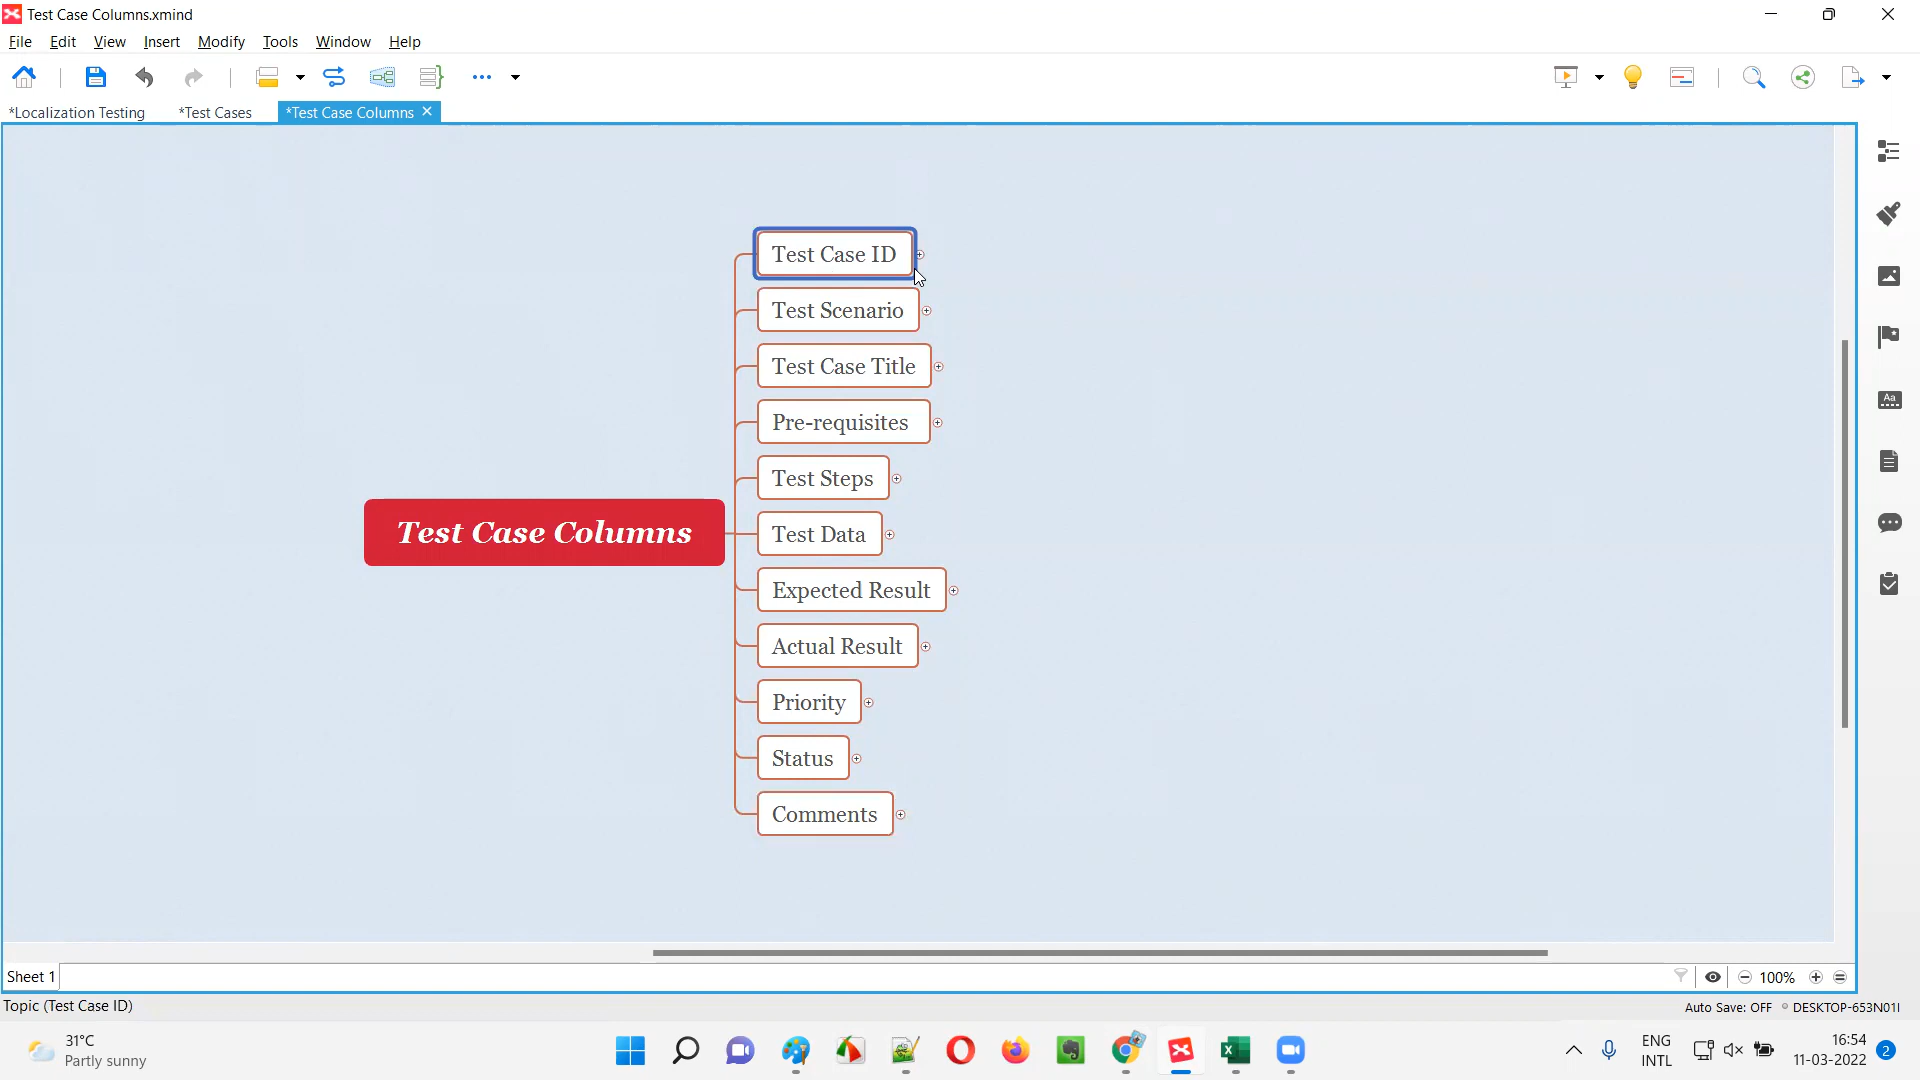 Test Case Columns.xmind
File Edit View Insert Modify Tools Window Help
*Localization Testing *Test Cases *Test Case Columns
Test Case ID
Test Scenario
Test Case Title
Pre-requisites
Test Steps
Test Case Columns
Test Data
Expected Result
Actual Result
Priority
Status
Comments
Aa
Sheet 1 100%
Topic (Test Case ID) Auto Save: OFF DESKTOP-653N01I
31°C
Partly sunny
ENG
INTL
16:54
11-03-2022
2